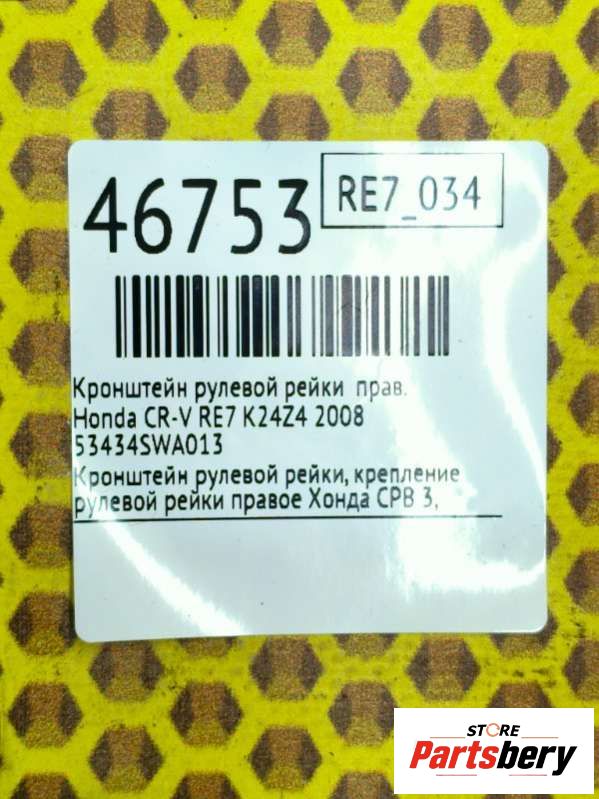 46753
RE7_034
Кронштейн рулевой рейки прав.
Honda CR-V RE7 K24Z4 2008
53434SWA013
Кронштейн рулевой рейки, крепление
рулевой рейки правое Хонда СРВ 3,
STORE
Partsbery